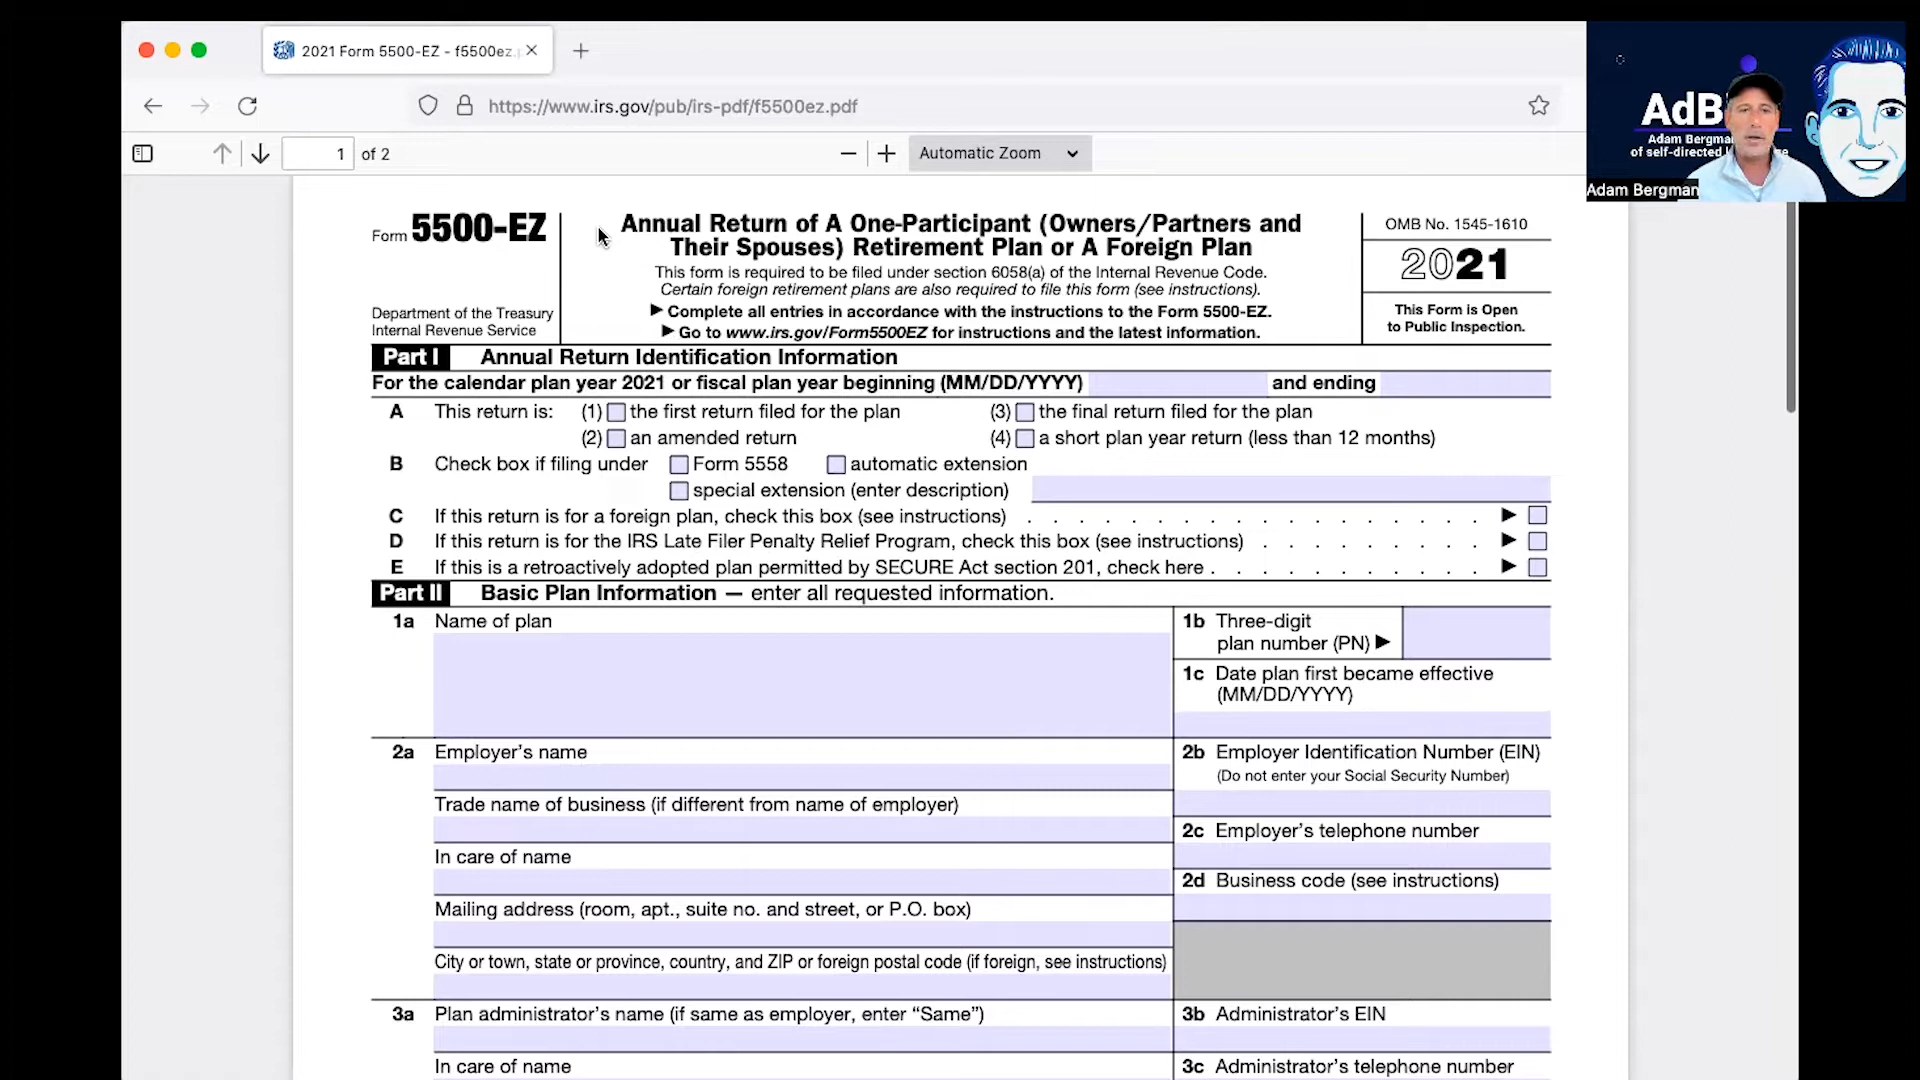 2021 Form 5500-EZ - f5500ez.
https://www.irs.gov/pub/irs-pdf/f5500ez.pdf
1 of 2
Automatic Zoom
AdB
Adam Bergma
of self-directed
Adam Bergman
Form 5500-EZ
Department of the Treasury
Internal Revenue Service
Annual Return of A One-Participant (Owners/Partners and
Their Spouses) Retirement Plan or A Foreign Plan
This form is required to be filed under section 6058(a) of the Internal Revenue Code.
Certain foreign retirement plans are also required to file this form (see instructions).
▶ Complete all entries in accordance with the instructions to the Form 5500-EZ.
▶ Go to www.irs.gov/Form5500EZ for instructions and the latest information.
OMB No. 1545-1610
2021
This Form is Open
to Public Inspection.
Part I Annual Return Identification Information
For the calendar plan year 2021 or fiscal plan year beginning (MM/DD/YYYY) and ending
A This return is: (1) the first return filed for the plan (3) the final return filed for the plan
(2) an amended return (4) a short plan year return (less than 12 months)
B Check box if filing under Form 5558 automatic extension
special extension (enter description)
C If this return is for a foreign plan, check this box (see instructions) . . . . . . . . . . . . . . . . . . ▶
D If this return is for the IRS Late Filer Penalty Relief Program, check this box (see instructions) . . . . . . . . . ▶
E If this is a retroactively adopted plan permitted by SECURE Act section 201, check here . . . . . . . . . . . ▶
Part II Basic Plan Information — enter all requested information.
1a Name of plan
1b Three-digit
plan number (PN) ▶
1c Date plan first became effective
(MM/DD/YYYY)
2a Employer’s name
2b Employer Identification Number (EIN)
(Do not enter your Social Security Number)
Trade name of business (if different from name of employer)
2c Employer’s telephone number
In care of name
2d Business code (see instructions)
Mailing address (room, apt., suite no. and street, or P.O. box)
City or town, state or province, country, and ZIP or foreign postal code (if foreign, see instructions)
3a Plan administrator’s name (if same as employer, enter “Same”)
3b Administrator’s EIN
In care of name
3c Administrator’s telephone number